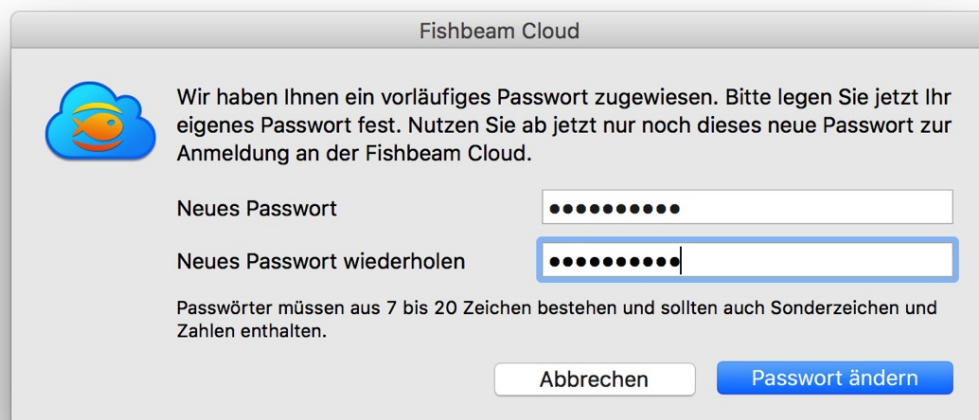 Fishbeam Cloud
Wir haben Ihnen ein vorläufiges Passwort zugewiesen. Bitte legen Sie jetzt Ihr
eigenes Passwort fest. Nutzen Sie ab jetzt nur noch dieses neue Passwort zur
Anmeldung an der Fishbeam Cloud.
Neues Passwort ●●●●●●●●●●
Neues Passwort wiederholen ●●●●●●●●●●
Passwörter müssen aus 7 bis 20 Zeichen bestehen und sollten auch Sonderzeichen und
Zahlen enthalten.
Abbrechen Passwort ändern